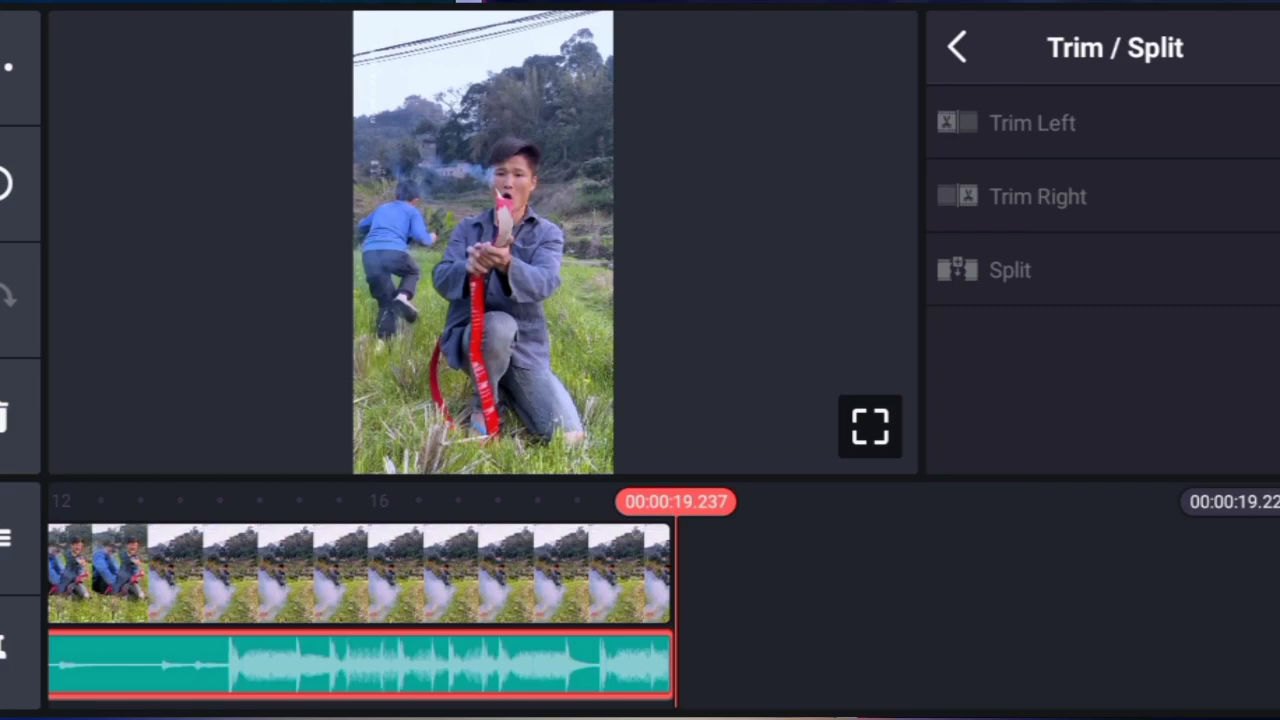 Trim / Split
Trim Left
Trim Right
Split
12
16
00:00:19.237
00:00:19.22